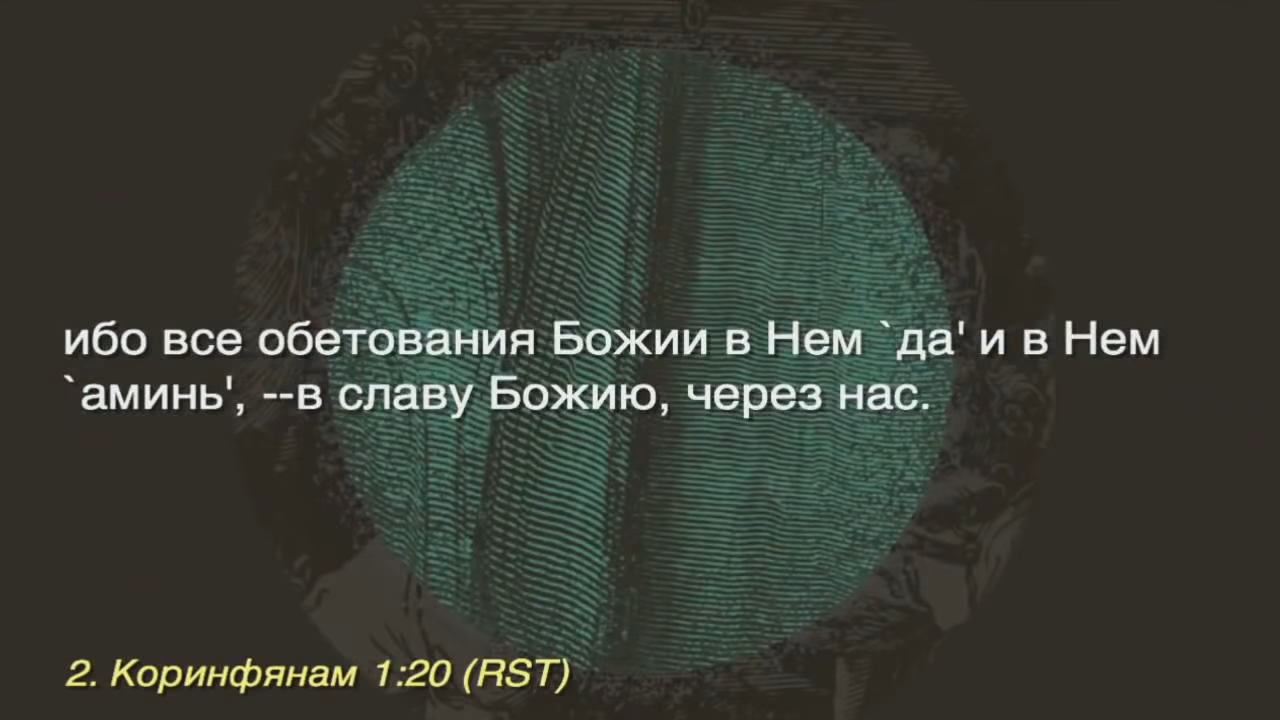 ибо все обетования Божии в Нем `да' и в Нем
`аминь', --в славу Божию, через нас.
2. Коринфянам 1:20 (RST)